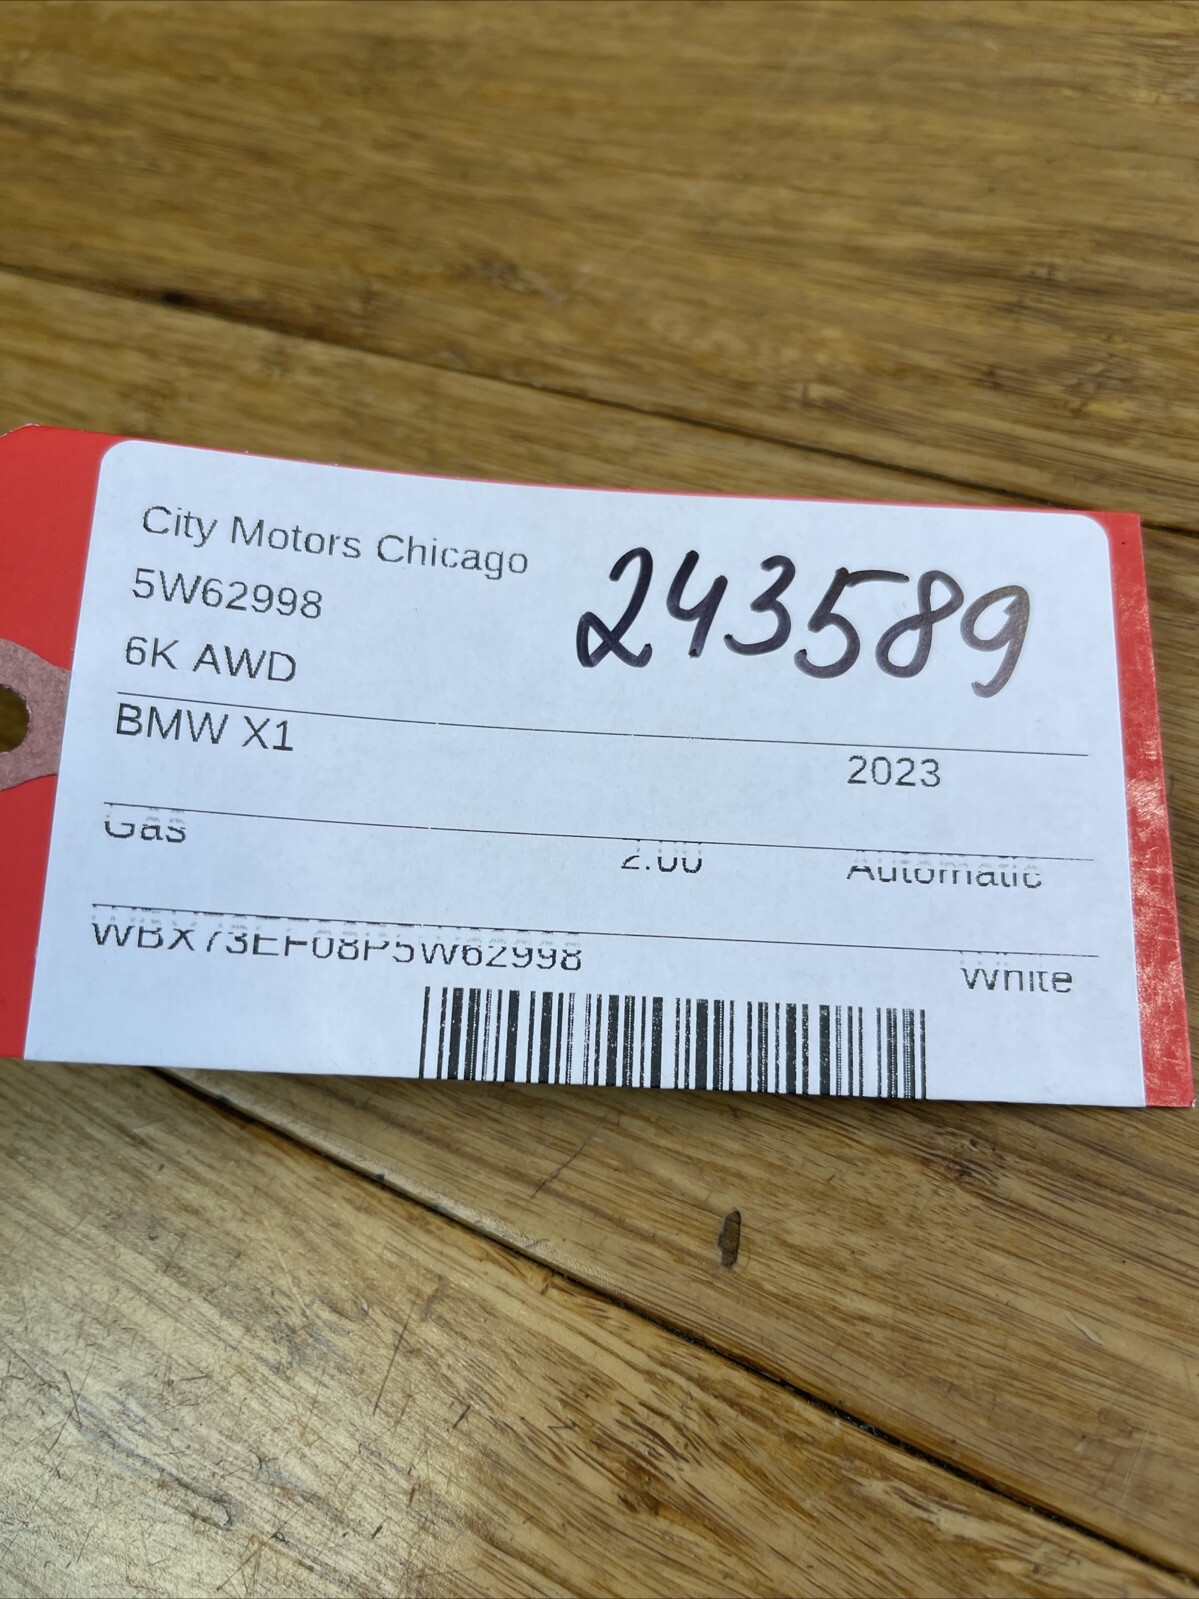 City Motors Chicago
243589
5W62998
6K AWD
BMW X1 2023
Gas 2.00 Automatic
WBX73EF08P5W62998 White